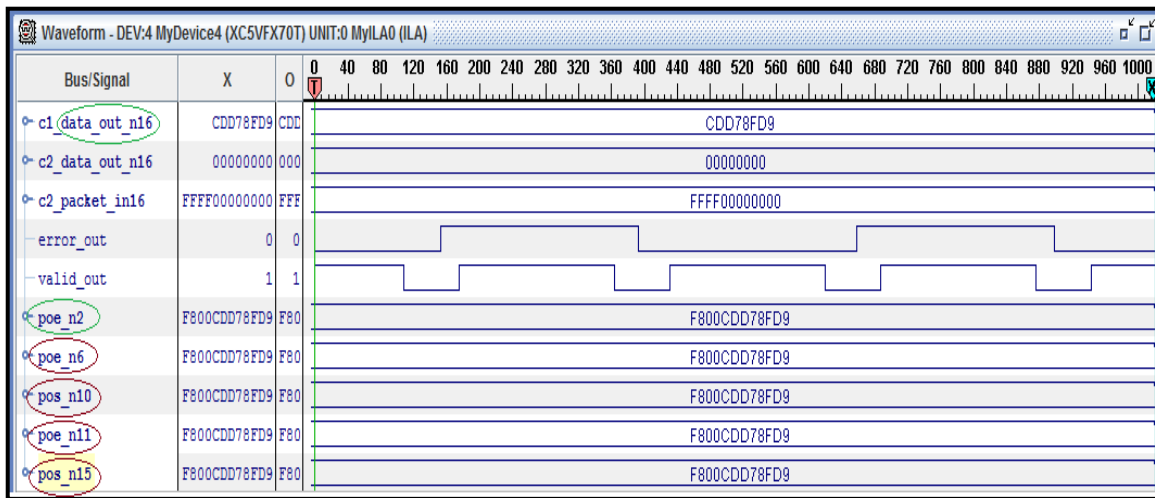 Waveform - DEV:4 MyDevice4 (XC5VFX70T) UNIT:0 MyILA0 (ILA)
Bus/Signal X O 0 40 80 120 160 200 240 280 320 360 400 440 480 520 560 600 640 680 720 760 800 840 880 920 960 1000
T X
c1_data_out_n16 CDD78FD9 CDD CDD78FD9
c2_data_out_n16 00000000 000 00000000
c2_packet_in16 FFFF00000000 FFF FFFF00000000
error_out 0 0
valid_out 1 1
poe_n2 F800CDD78FD9 F80 F800CDD78FD9
poe_n6 F800CDD78FD9 F80 F800CDD78FD9
pos_n10 F800CDD78FD9 F80 F800CDD78FD9
poe_n11 F800CDD78FD9 F80 F800CDD78FD9
pos_n15 F800CDD78FD9 F80 F800CDD78FD9